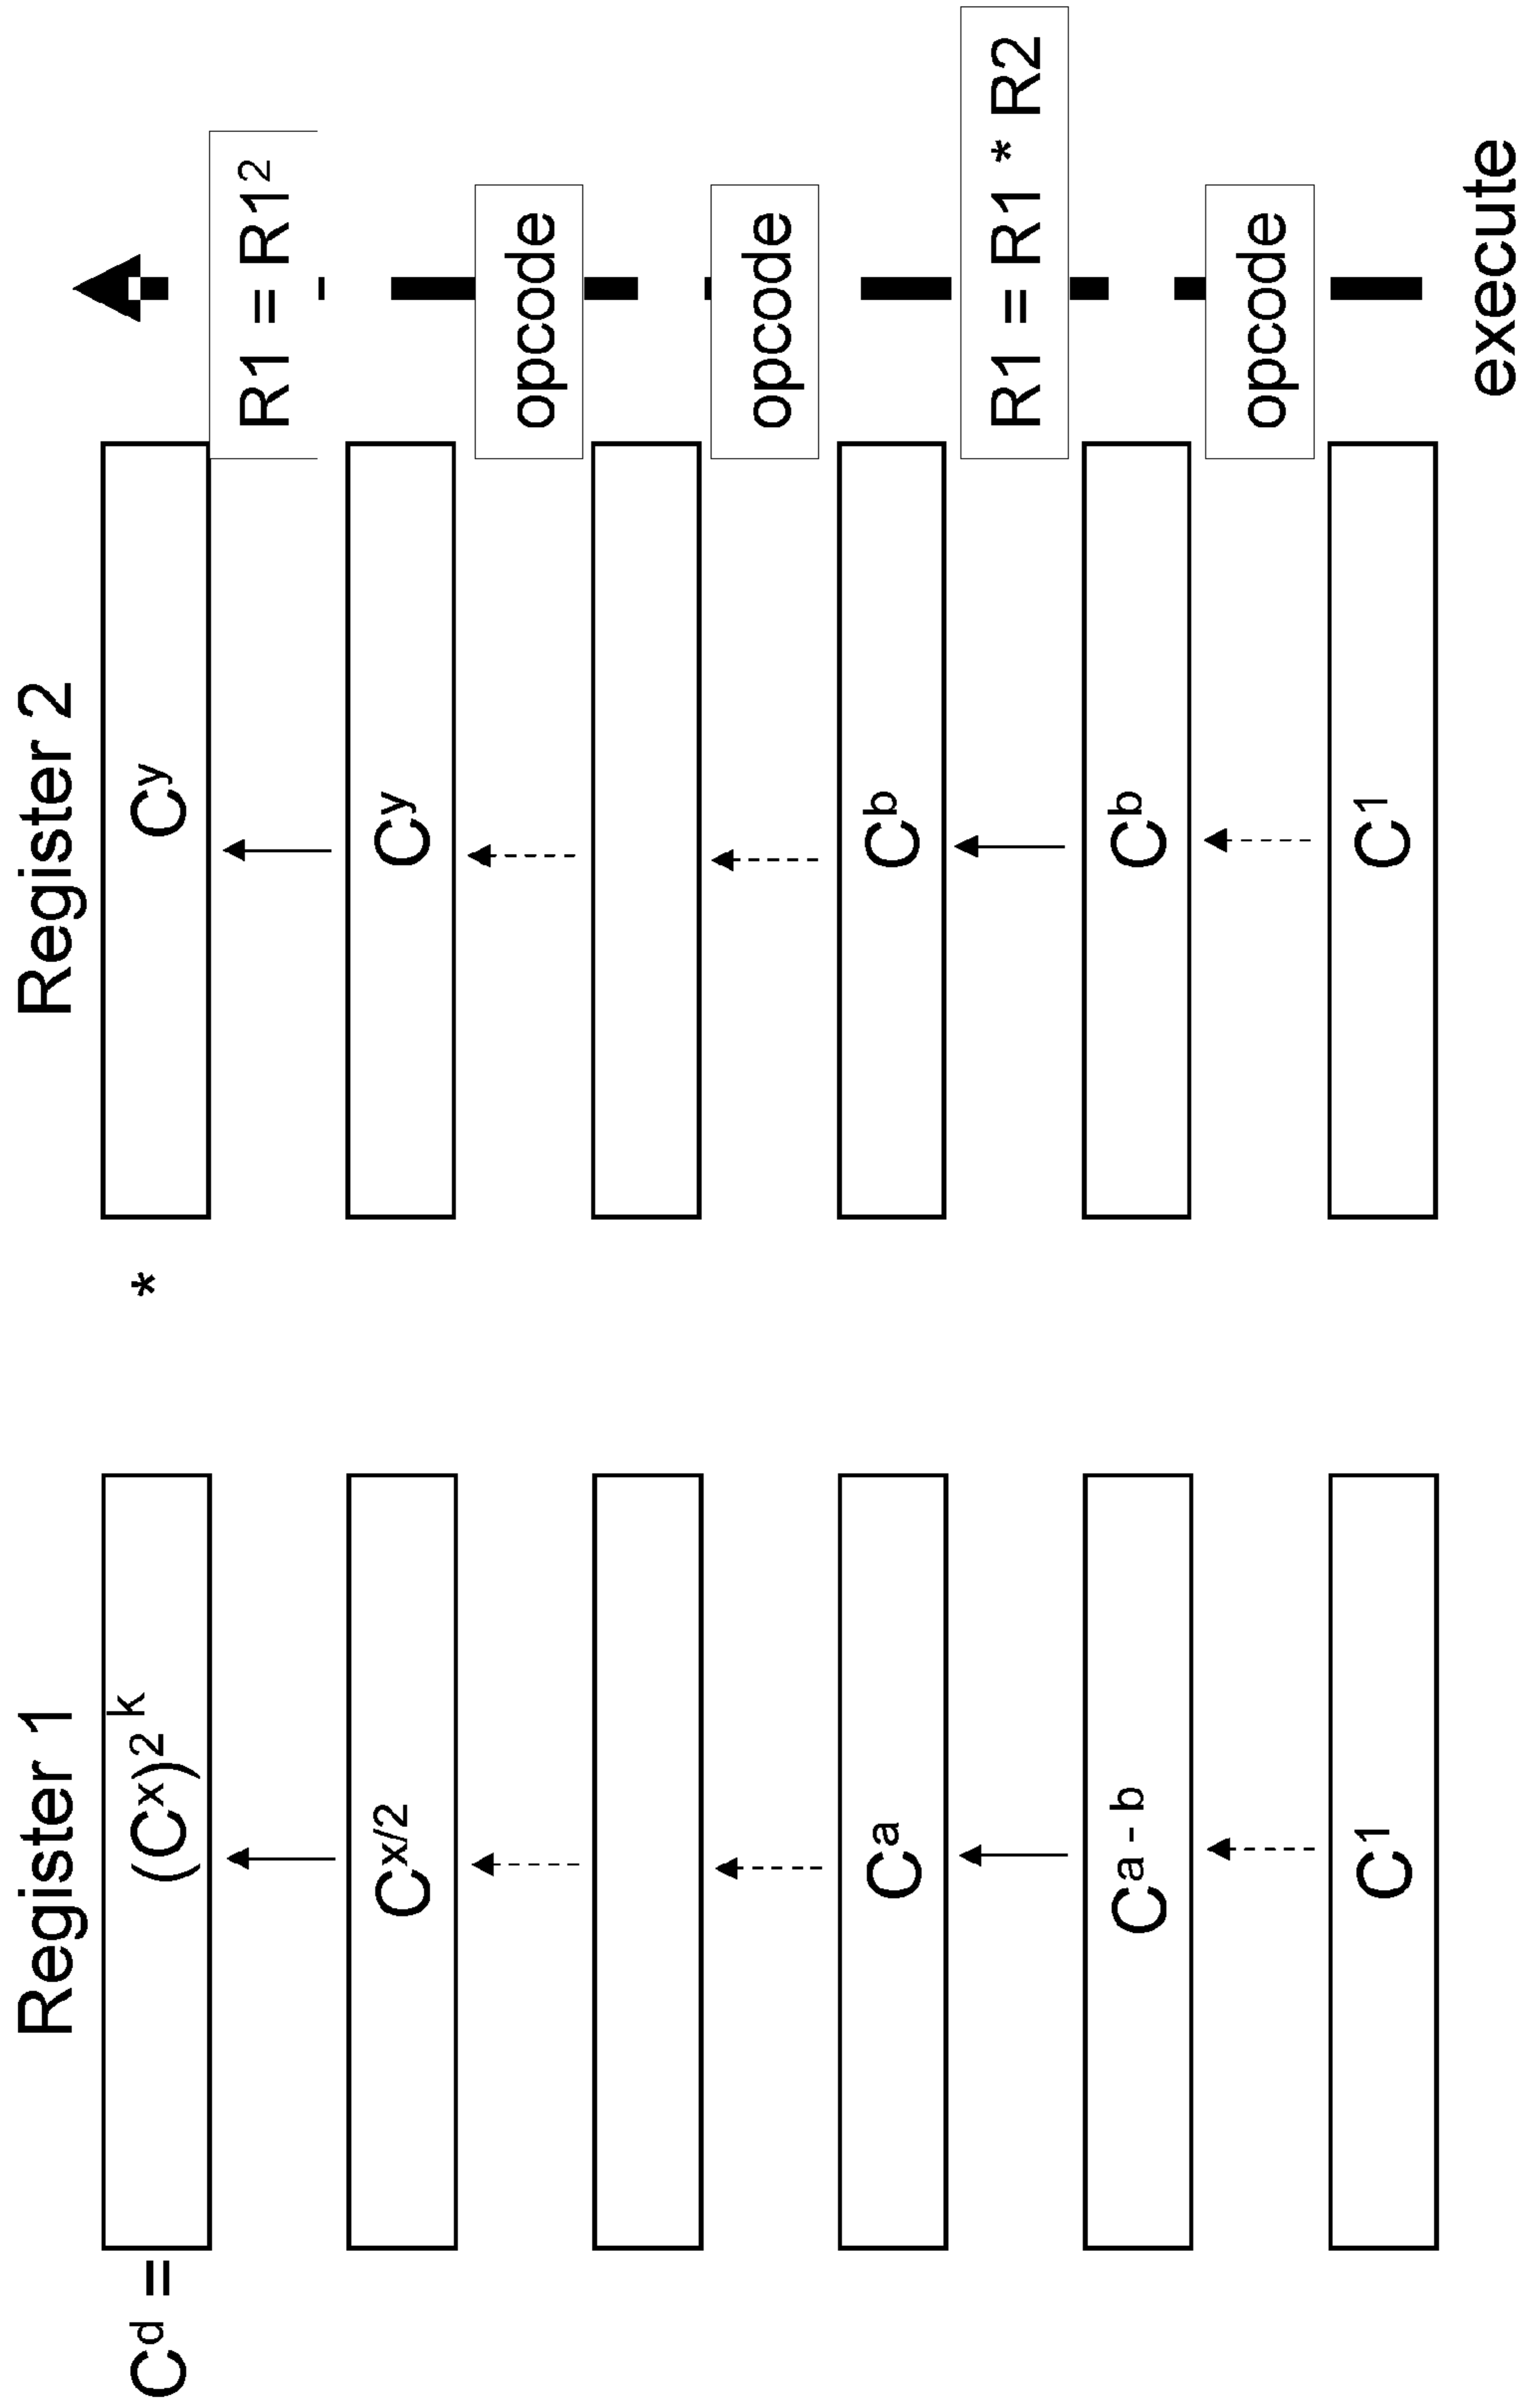 Register 1 Register 2
C^d = (C^x)^2^k * C^y
R1 = R1^2
C^x/2 C^y
opcode
opcode
C^a C^b
R1 = R1 * R2
C^a - b C^b
opcode
C^1 C^1
execute